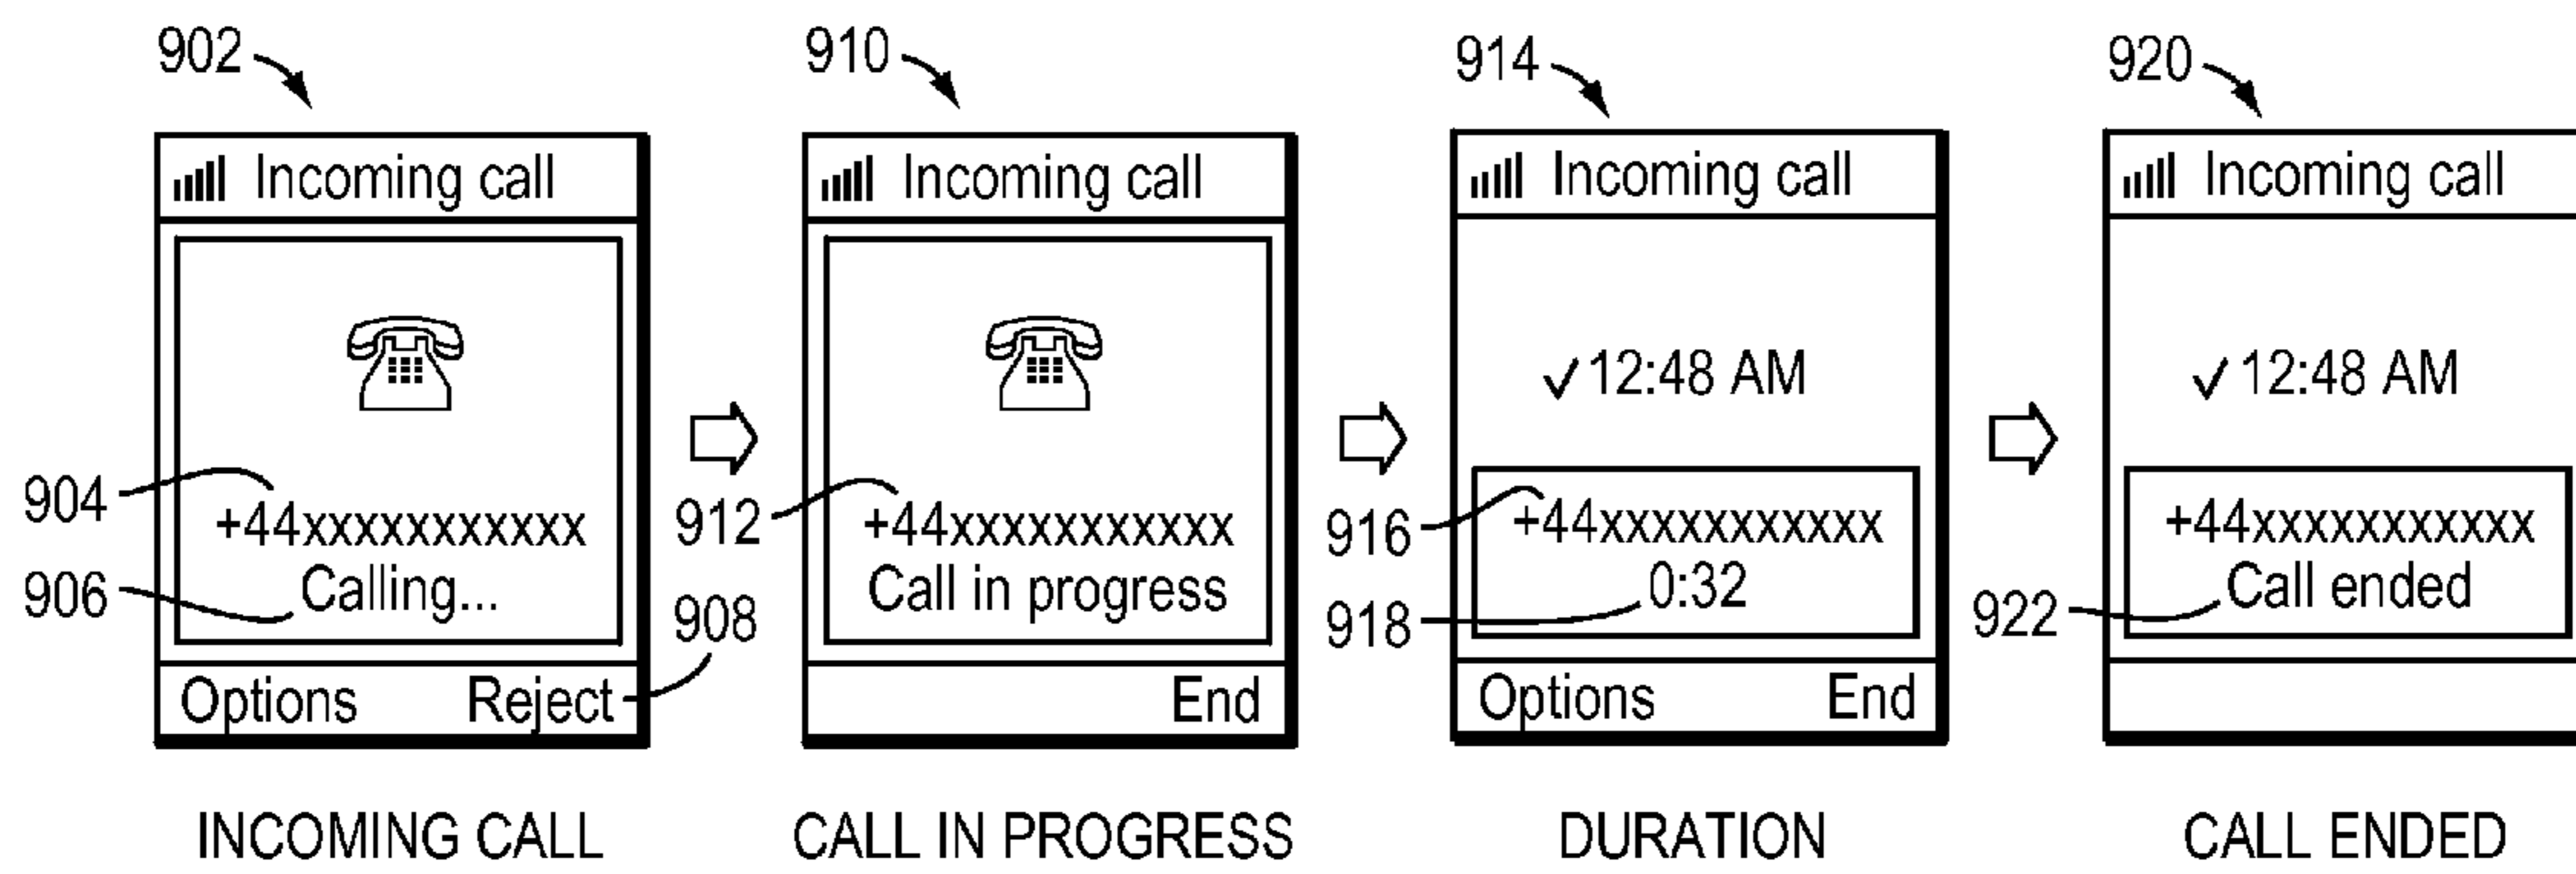 902
910
914
920
Incoming call
Incoming call
Incoming call
Incoming call
12:48 AM
12:48 AM
904
+44xxxxxxxxxxx
912
+44xxxxxxxxxxx
916
+44xxxxxxxxxxx
+44xxxxxxxxxxx
906
Calling...
908
Call in progress
918
0:32
922
Call ended
Options
Reject
End
Options
End
INCOMING CALL
CALL IN PROGRESS
DURATION
CALL ENDED